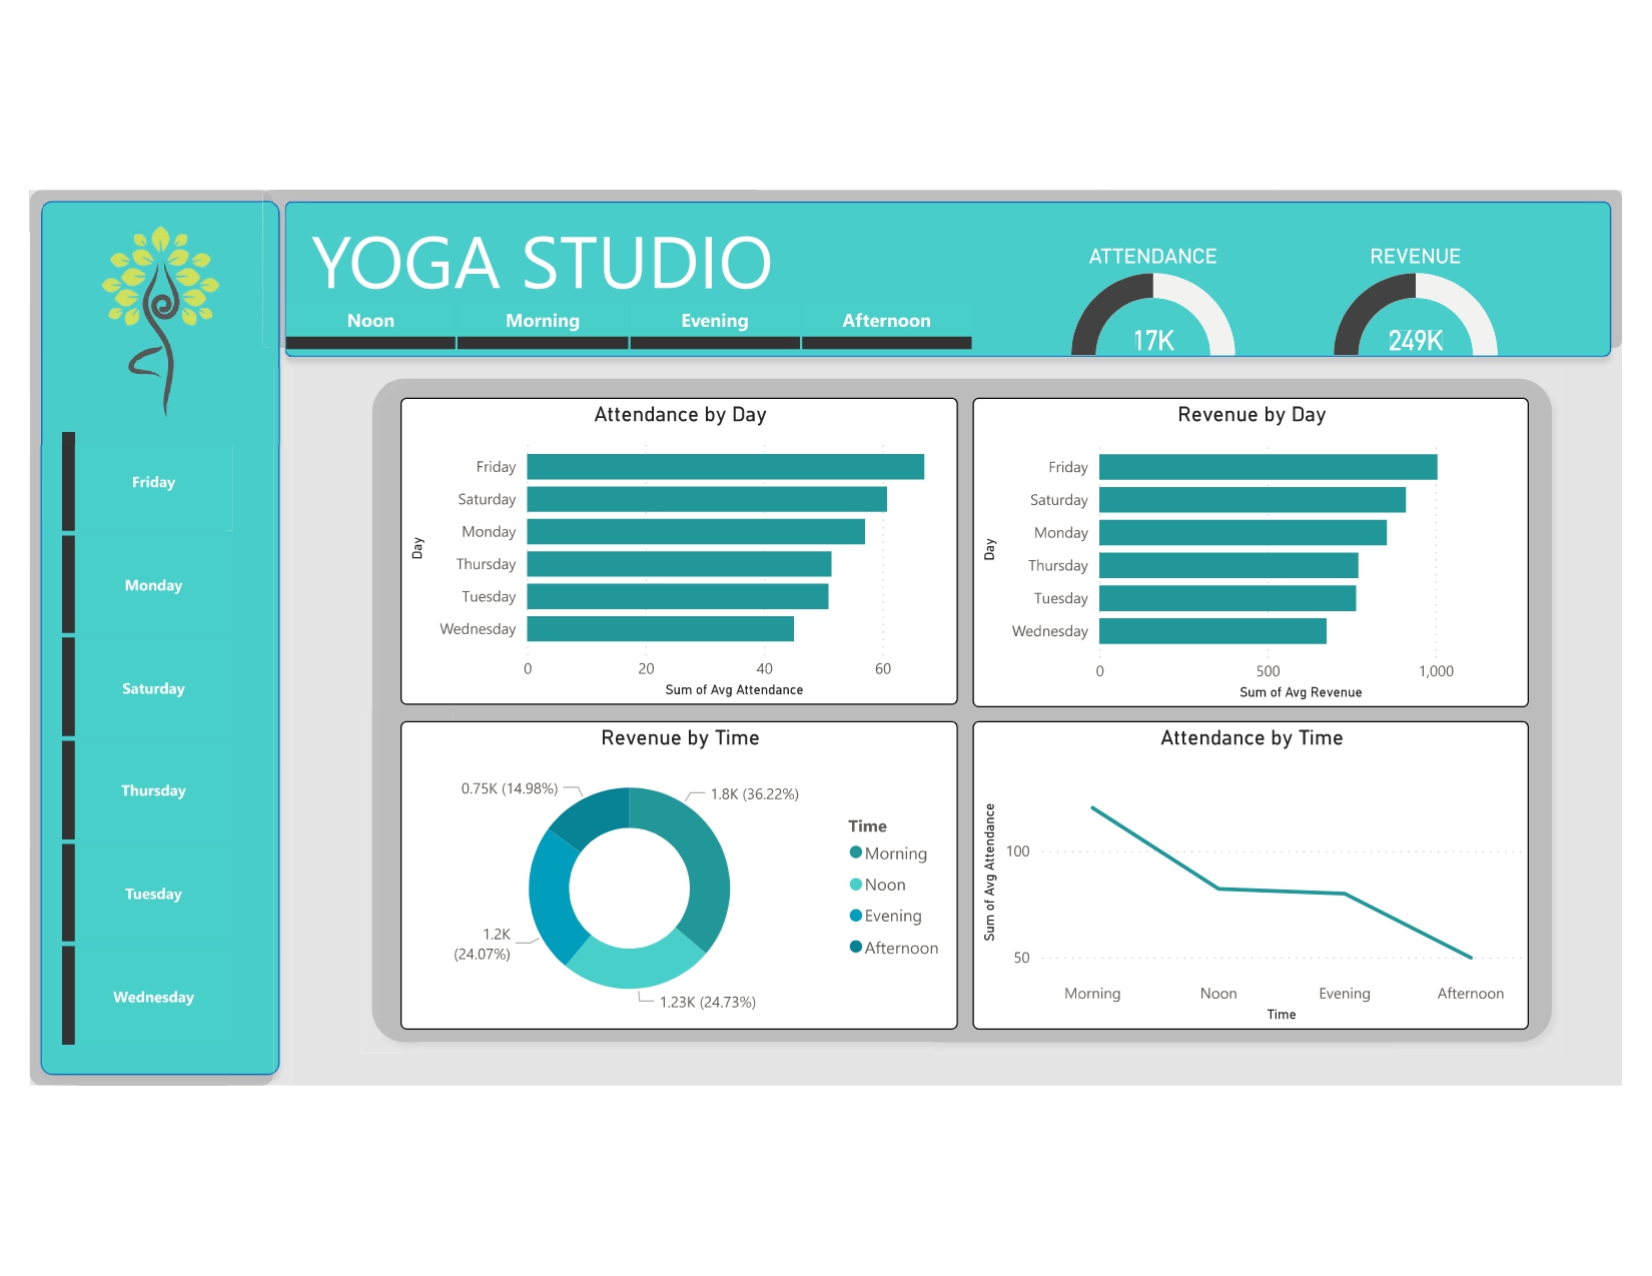 YOGA STUDIO
Noon
Morning
Evening
Afternoon
ATTENDANCE
17K
REVENUE
249K
Friday
Monday
Saturday
Thursday
Tuesday
Wednesday
Attendance by Day
Day
Friday
Saturday
Monday
Thursday
Tuesday
Wednesday
0 20 40 60
Sum of Avg Attendance
Revenue by Day
Day
Friday
Saturday
Monday
Thursday
Tuesday
Wednesday
0 500 1,000
Sum of Avg Revenue
Revenue by Time
0.75K (14.98%)
1.8K (36.22%)
1.2K
(24.07%)
1.23K (24.73%)
Time
Morning
Noon
Evening
Afternoon
Attendance by Time
Sum of Avg Attendance
100
50
Morning Noon Evening Afternoon
Time